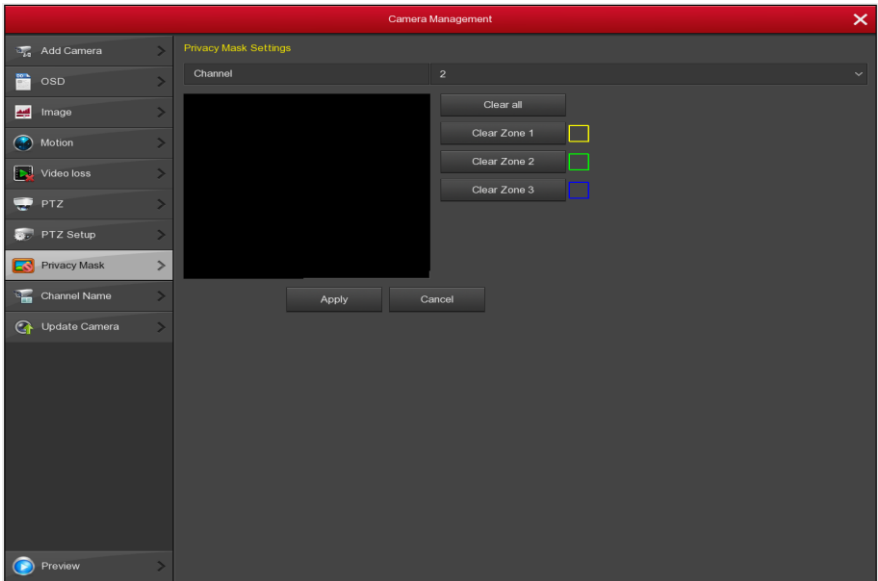 Camera Management
Add Camera
OSD
Image
Motion
Video loss
PTZ
PTZ Setup
Privacy Mask
Channel Name
Update Camera
Preview
Privacy Mask Settings
Channel 2
Clear all
Clear Zone 1
Clear Zone 2
Clear Zone 3
Apply Cancel